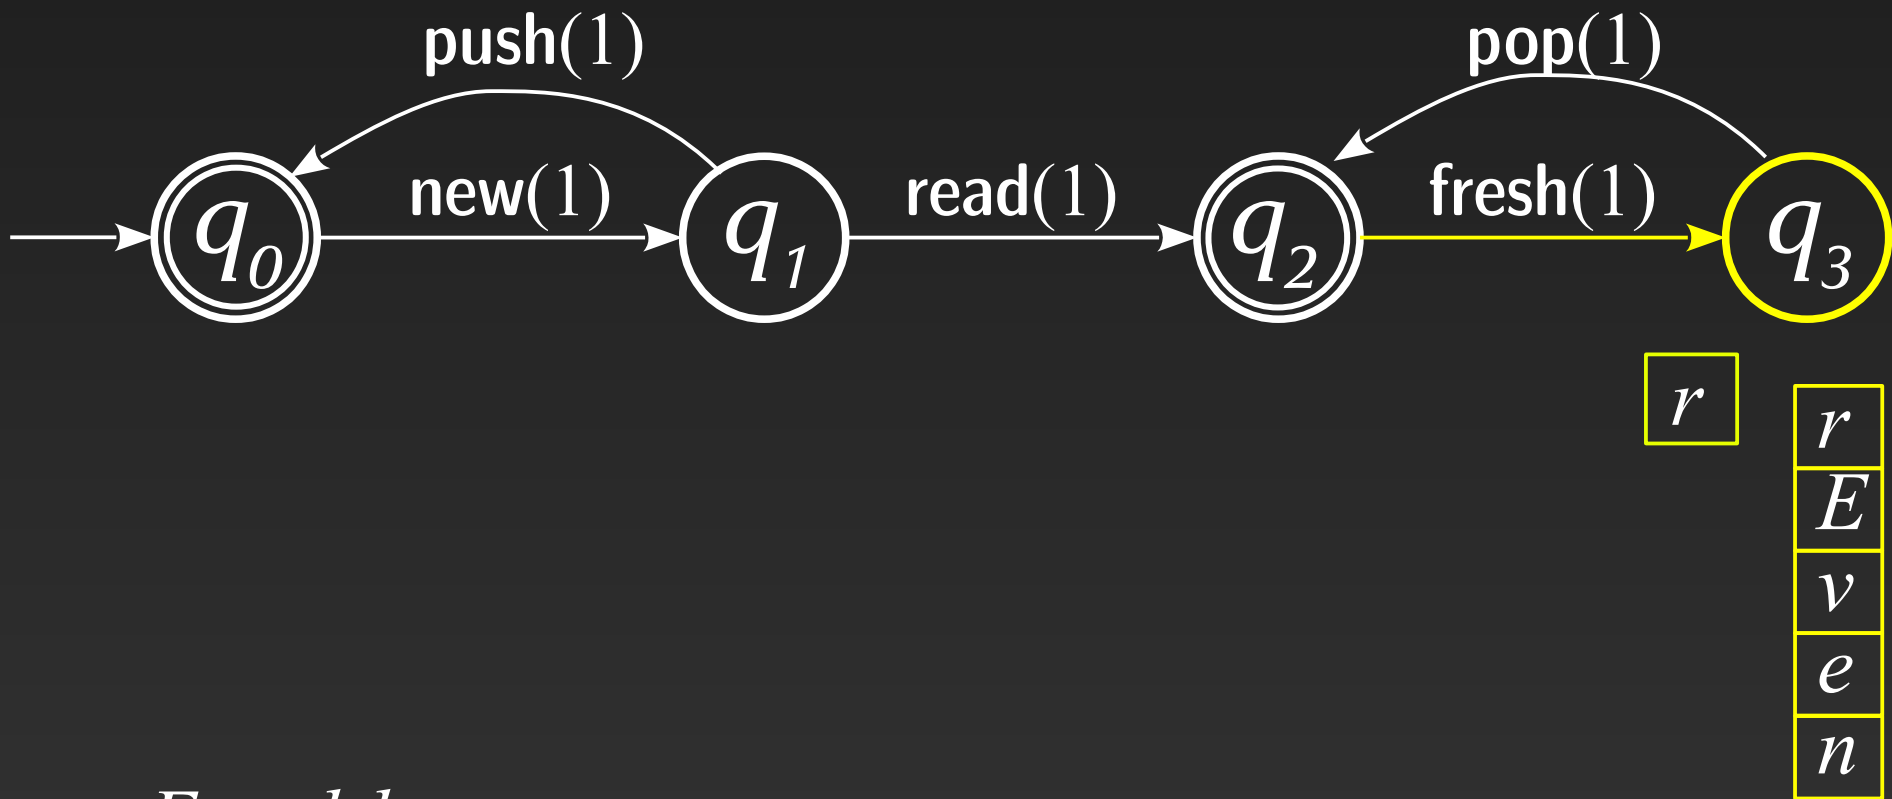 push(1) pop(1)
new(1) read(1) fresh(1)
q0 q1 q2 q3
r
r
E
v
e
n